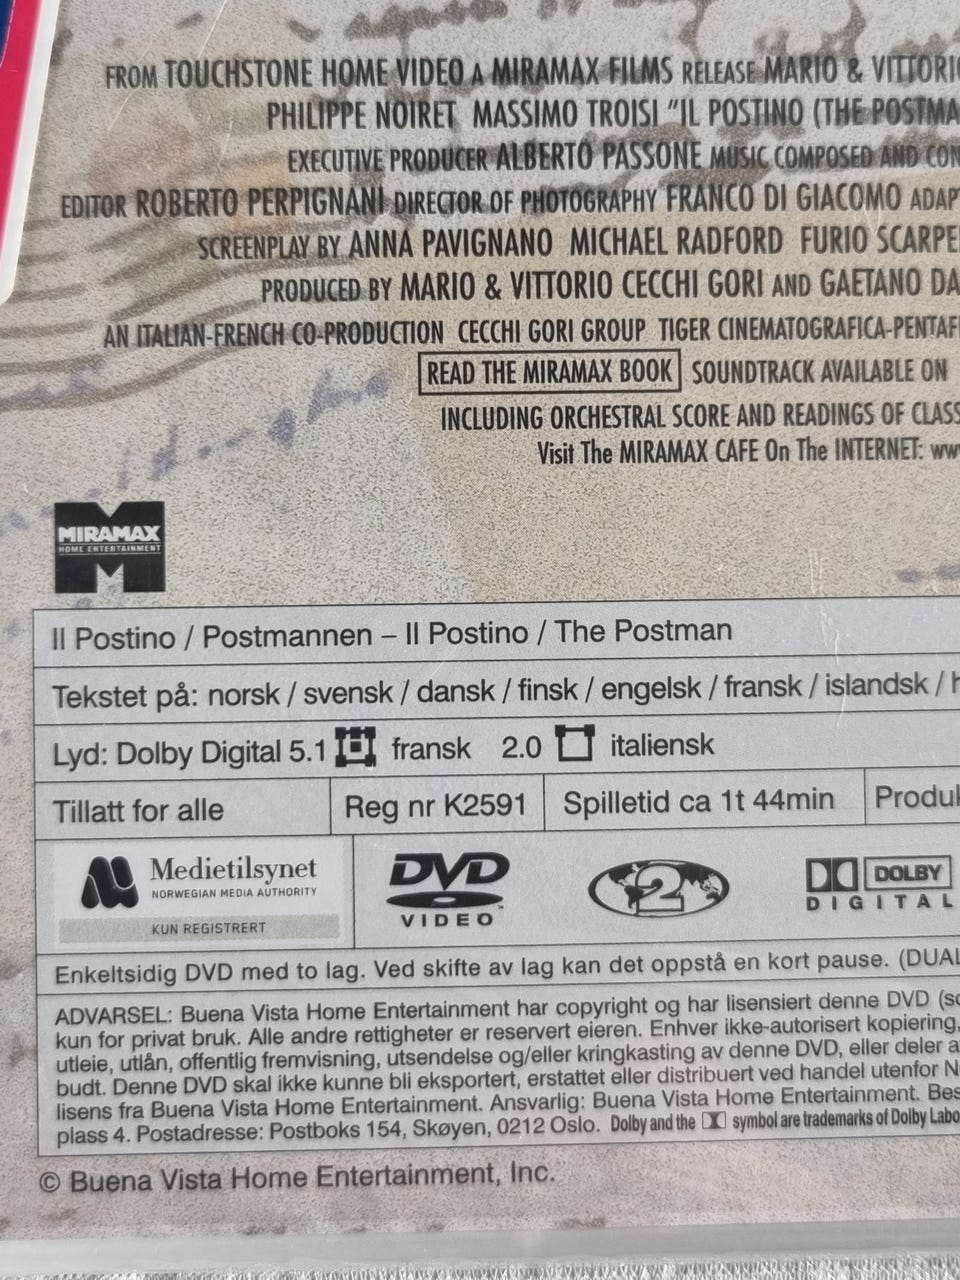 FROM TOUCHSTONE HOME VIDEO A MIRAMAX FILMS RELEASE MARIO & VITTORIO
PHILIPPE NOIRET MASSIMO TROISI "IL POSTINO (THE POSTMA
EXECUTIVE PRODUCER ALBERTO PASSONE MUSIC COMPOSED AND CON
EDITOR ROBERTO PERPIGNANI DIRECTOR OF PHOTOGRAPHY FRANCO DI GIACOMO ADAP
SCREENPLAY BY ANNA PAVIGNANO MICHAEL RADFORD FURIO SCARPE
PRODUCED BY MARIO & VITTORIO CECCHI GORI AND GAETANO DA
AN ITALIAN-FRENCH CO-PRODUCTION CECCHI GORI GROUP TIGER CINEMATOGRAFICA-PENTAF
READ THE MIRAMAX BOOK SOUNDTRACK AVAILABLE ON
INCLUDING ORCHESTRAL SCORE AND READINGS OF CLASS
Visit The MIRAMAX CAFE On The INTERNET: www
MIRAMAX
HOME ENTERTAINMENT
Il Postino / Postmannen – Il Postino / The Postman
Tekstet på: norsk / svensk / dansk / finsk / engelsk / fransk / islandsk / h
Lyd: Dolby Digital 5.1 fransk 2.0 italiensk
Tillatt for alle Reg nr K2591 Spilletid ca 1t 44min Produk
Medietilsynet
NORWEGIAN MEDIA AUTHORITY
KUN REGISTRERT
DVD
VIDEO™
2
DOLBY
DIGITAL
Enkeltsidig DVD med to lag. Ved skifte av lag kan det oppstå en kort pause. (DUAL
ADVARSEL: Buena Vista Home Entertainment har copyright og har lisensiert denne DVD (so
kun for privat bruk. Alle andre rettigheter er reservert eieren. Enhver ikke-autorisert kopiering,
utleie, utlån, offentlig fremvisning, utsendelse og/eller kringkasting av denne DVD, eller deler a
budt. Denne DVD skal ikke kunne bli eksportert, erstattet eller distribuert ved handel utenfor N
lisens fra Buena Vista Home Entertainment. Ansvarlig: Buena Vista Home Entertainment. Bes
plass 4. Postadresse: Postboks 154, Skøyen, 0212 Oslo. Dolby and the symbol are trademarks of Dolby Labo
© Buena Vista Home Entertainment, Inc.